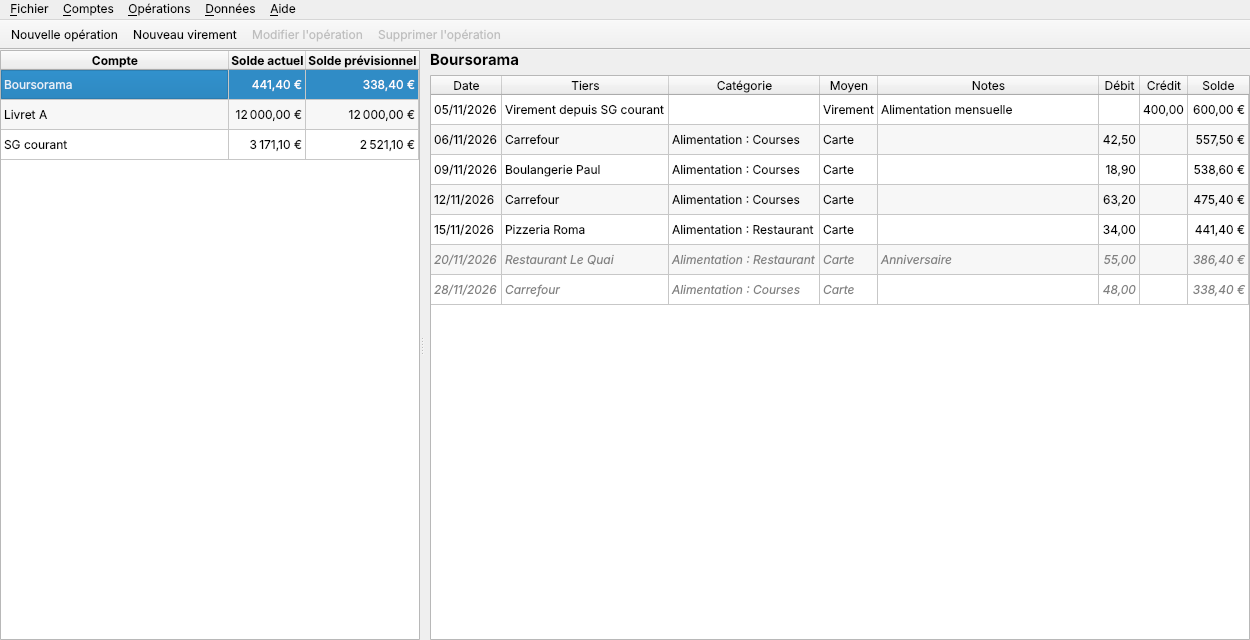 Fichier Comptes Opérations Données Aide
Nouvelle opération Nouveau virement Modifier l'opération Supprimer l'opération
Compte Solde actuel Solde prévisionnel
Boursorama 441,40 € 338,40 €
Livret A 12 000,00 € 12 000,00 €
SG courant 3 171,10 € 2 521,10 €
Boursorama
Date Tiers Catégorie Moyen Notes Débit Crédit Solde
05/11/2026 Virement depuis SG courant Virement Alimentation mensuelle 400,00 600,00 €
06/11/2026 Carrefour Alimentation : Courses Carte 42,50 557,50 €
09/11/2026 Boulangerie Paul Alimentation : Courses Carte 18,90 538,60 €
12/11/2026 Carrefour Alimentation : Courses Carte 63,20 475,40 €
15/11/2026 Pizzeria Roma Alimentation : Restaurant Carte 34,00 441,40 €
20/11/2026 Restaurant Le Quai Alimentation : Restaurant Carte Anniversaire 55,00 386,40 €
28/11/2026 Carrefour Alimentation : Courses Carte 48,00 338,40 €